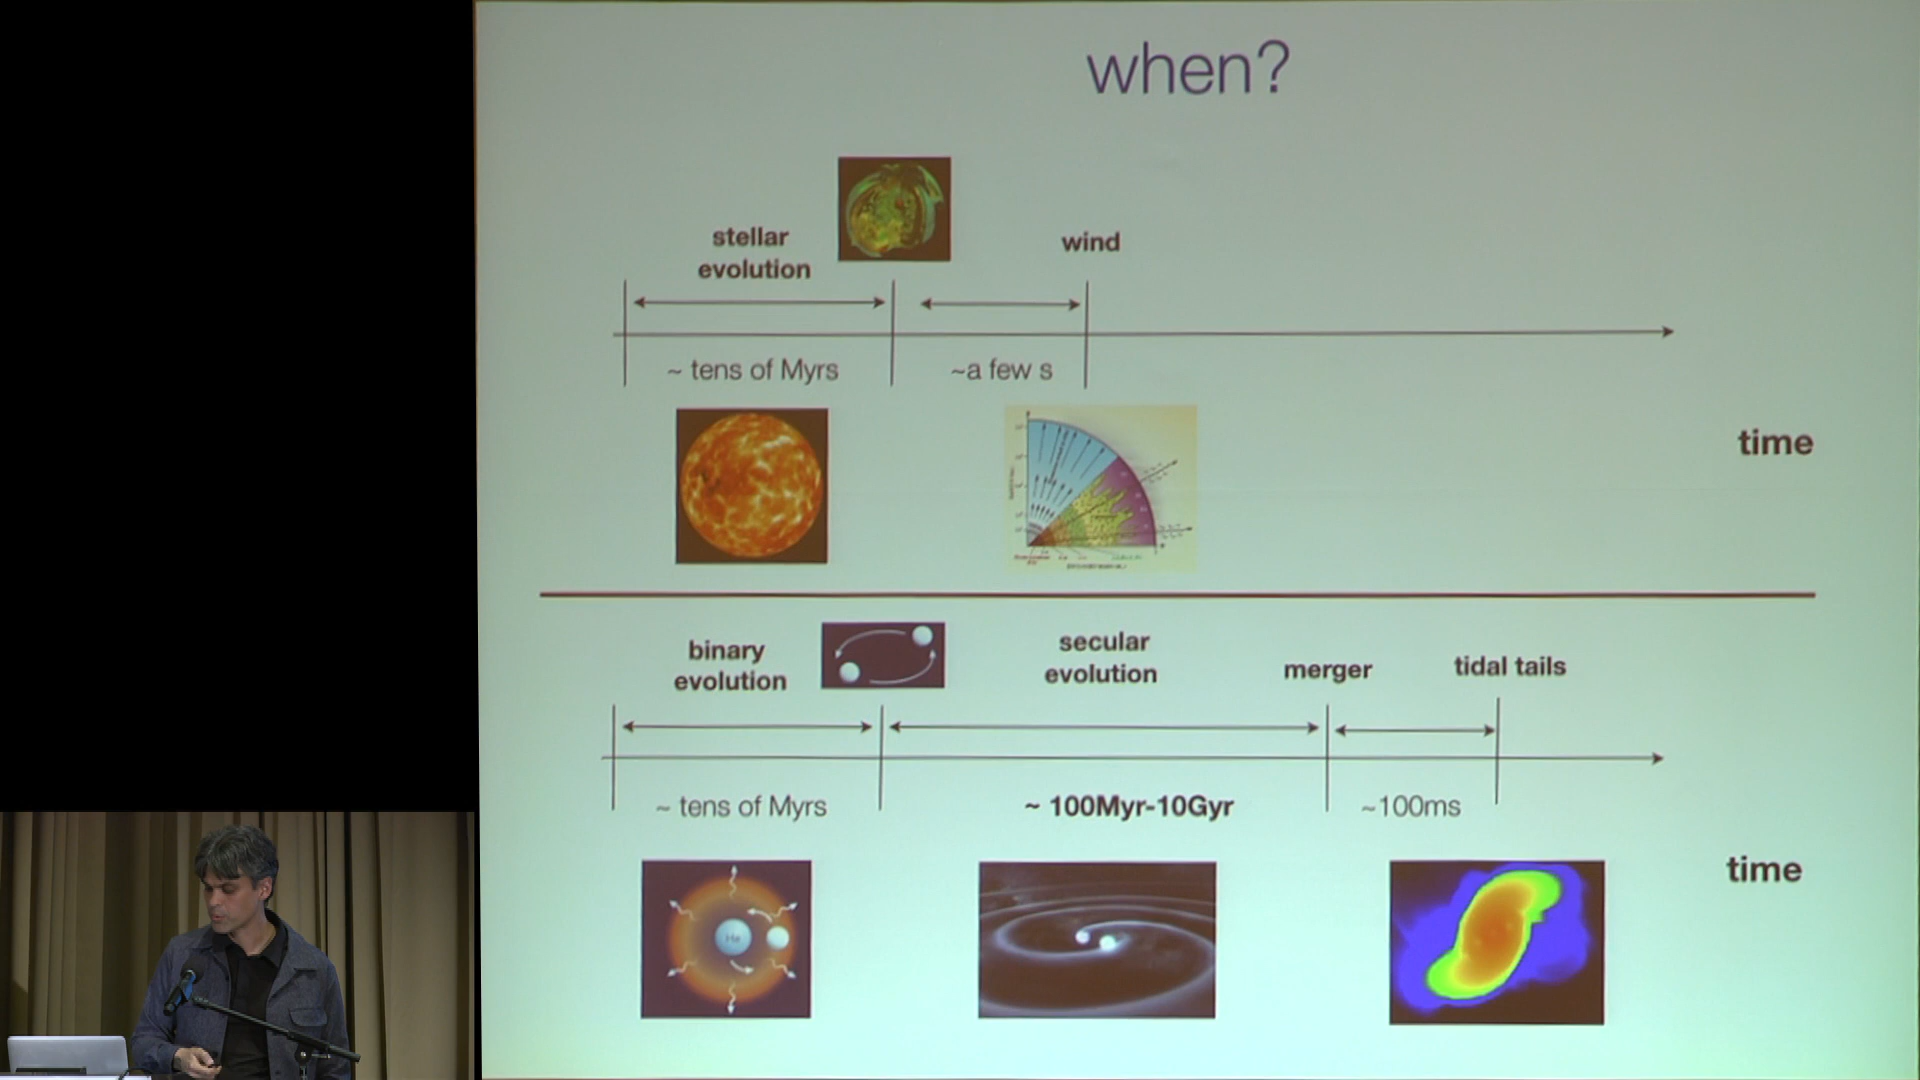 when?
stellar
evolution
wind
~ tens of Myrs
~a few s
time
binary
evolution
secular
evolution
merger
tidal tails
~ tens of Myrs
~ 100Myr-10Gyr
~100ms
time
He